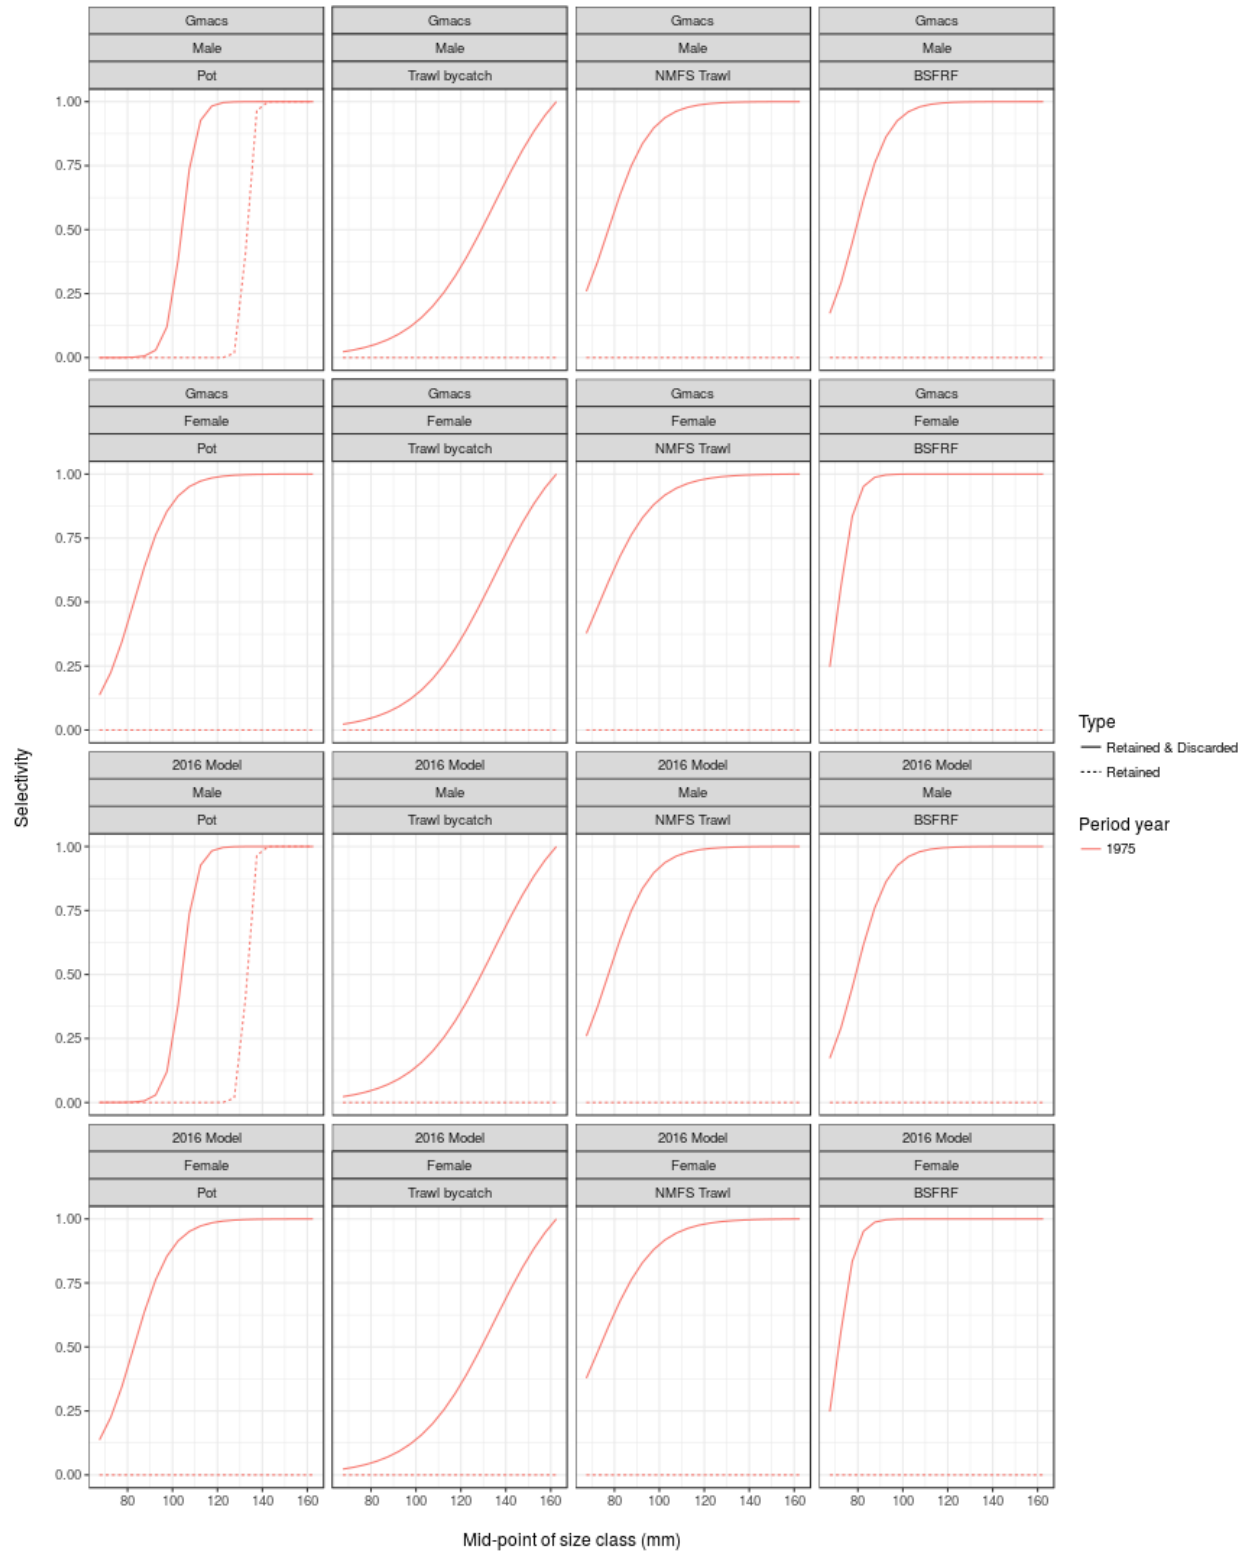 Gmacs Gmacs Gmacs Gmacs
Male Male Male Male
Pot Trawl bycatch NMFS Trawl BSFRF
1.00
0.75
0.50
0.25
0.00
Gmacs Gmacs Gmacs Gmacs
Female Female Female Female
Pot Trawl bycatch NMFS Trawl BSFRF
1.00
0.75
0.50
0.25
0.00
Selectivity
Type
Retained & Discarded
Retained
Period year
1975
2016 Model 2016 Model 2016 Model 2016 Model
Male Male Male Male
Pot Trawl bycatch NMFS Trawl BSFRF
1.00
0.75
0.50
0.25
0.00
2016 Model 2016 Model 2016 Model 2016 Model
Female Female Female Female
Pot Trawl bycatch NMFS Trawl BSFRF
1.00
0.75
0.50
0.25
0.00
80 100 120 140 160 80 100 120 140 160 80 100 120 140 160 80 100 120 140 160
Mid-point of size class (mm)